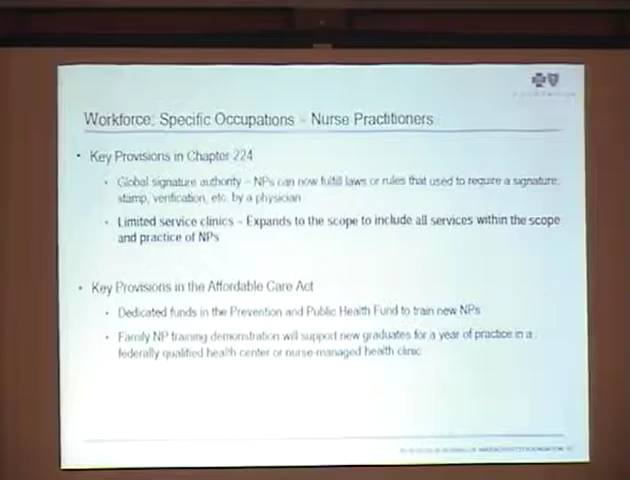 Workforce: Specific Occupations – Nurse Practitioners
• Key Provisions in Chapter 224
• Global signature authority – NPs can now fulfill laws or rules that used to require a signature,
stamp, verification, etc. by a physician
• Limited service clinics – Expands to the scope to include all services within the scope
and practice of NPs
• Key Provisions in the Affordable Care Act
• Dedicated funds in the Prevention and Public Health Fund to train new NPs
• Family NP training demonstration will support new graduates for a year of practice in a
federally qualified health center or nurse-managed health clinic